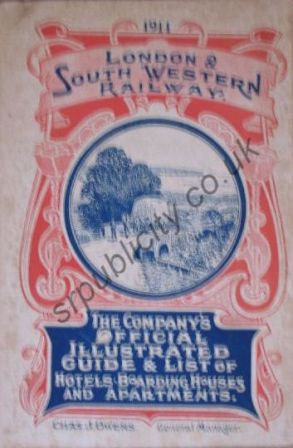 1911
LONDON &
SOUTH WESTERN
RAILWAY.
srpublicity.co.uk
THE COMPANY'S
OFFICIAL
ILLUSTRATED
GUIDE & LIST OF
HOTELS BOARDING HOUSES
AND APARTMENTS.
CHAS. J. OWENS. General Manager.